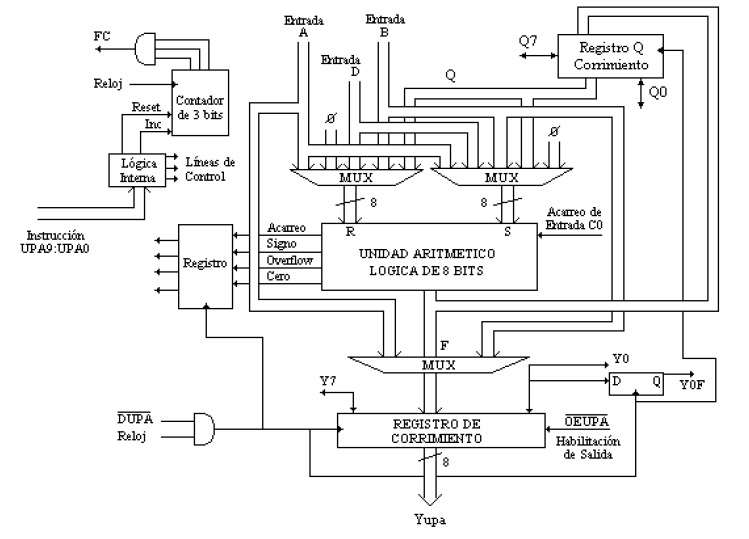 FC
Entrada
A
Entrada
B
Entrada
D
Q7
Registro Q
Corrimiento
Q
Q0
Reloj
Contador
de 3 bits
Reset
Inc
Ø
Ø
Lógica
Interna
Líneas de
Control
MUX
MUX
8
8
Instrucción
UPA9:UPA0
Acarreo de
Entrada C0
Registro
Acarreo
Signo
Overflow
Cero
R
S
UNIDAD ARITMETICO
LOGICA DE 8 BITS
F
MUX
Y0
Y7
D
Q
Y0F
DUPA
Reloj
REGISTRO DE
CORRIMIENTO
OEUPA
Habilitación
de Salida
8
Yupa